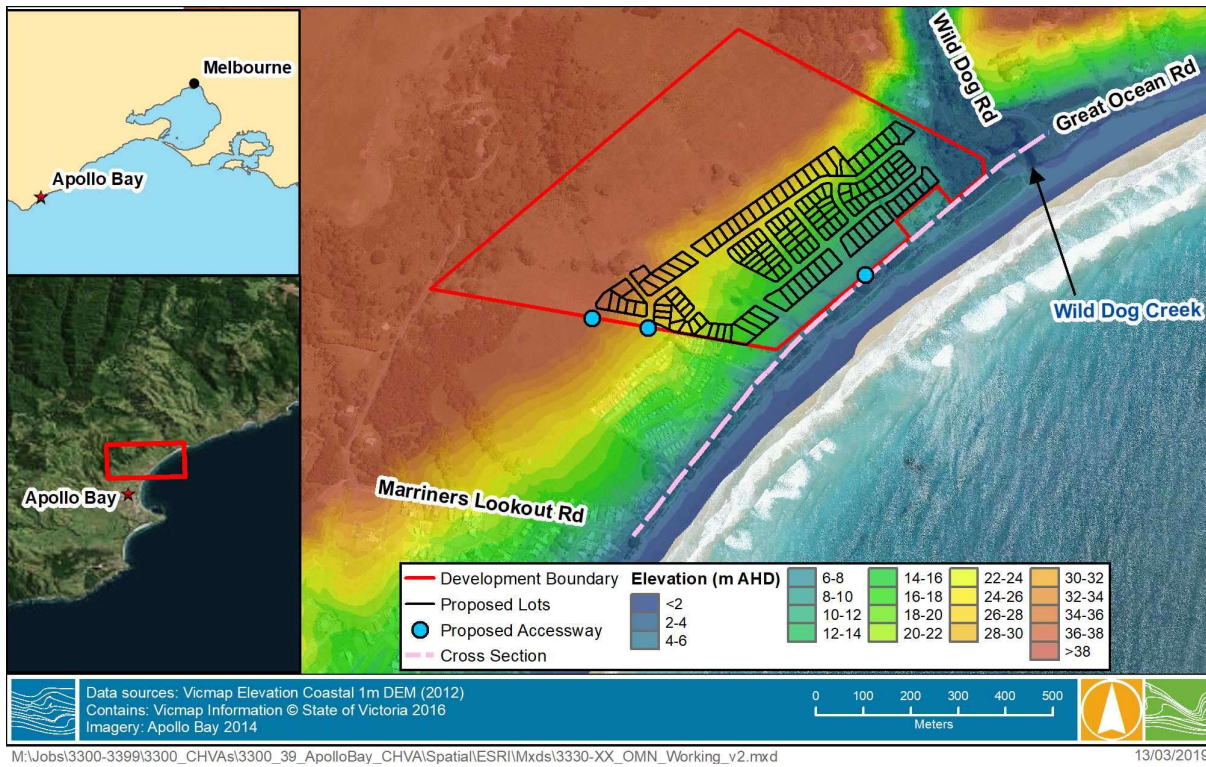 Melbourne
Apollo Bay
Apollo Bay
Wild Dog Rd
Great Ocean Rd
Wild Dog Creek
Marriners Lookout Rd
Development Boundary
Proposed Lots
Proposed Accessway
Cross Section
Elevation (m AHD)
<2
2-4
4-6
6-8
8-10
10-12
12-14
14-16
16-18
18-20
20-22
22-24
24-26
26-28
28-30
30-32
32-34
34-36
36-38
>38
Data sources: Vicmap Elevation Coastal 1m DEM (2012)
Contains: Vicmap Information © State of Victoria 2016
Imagery: Apollo Bay 2014
0 100 200 300 400 500
Meters
M:\Jobs\3300-3399\3300_CHVAs\3300_39_ApolloBay_CHVA\Spatial\ESRI\Mxds\3330-XX_OMN_Working_v2.mxd
13/03/2019